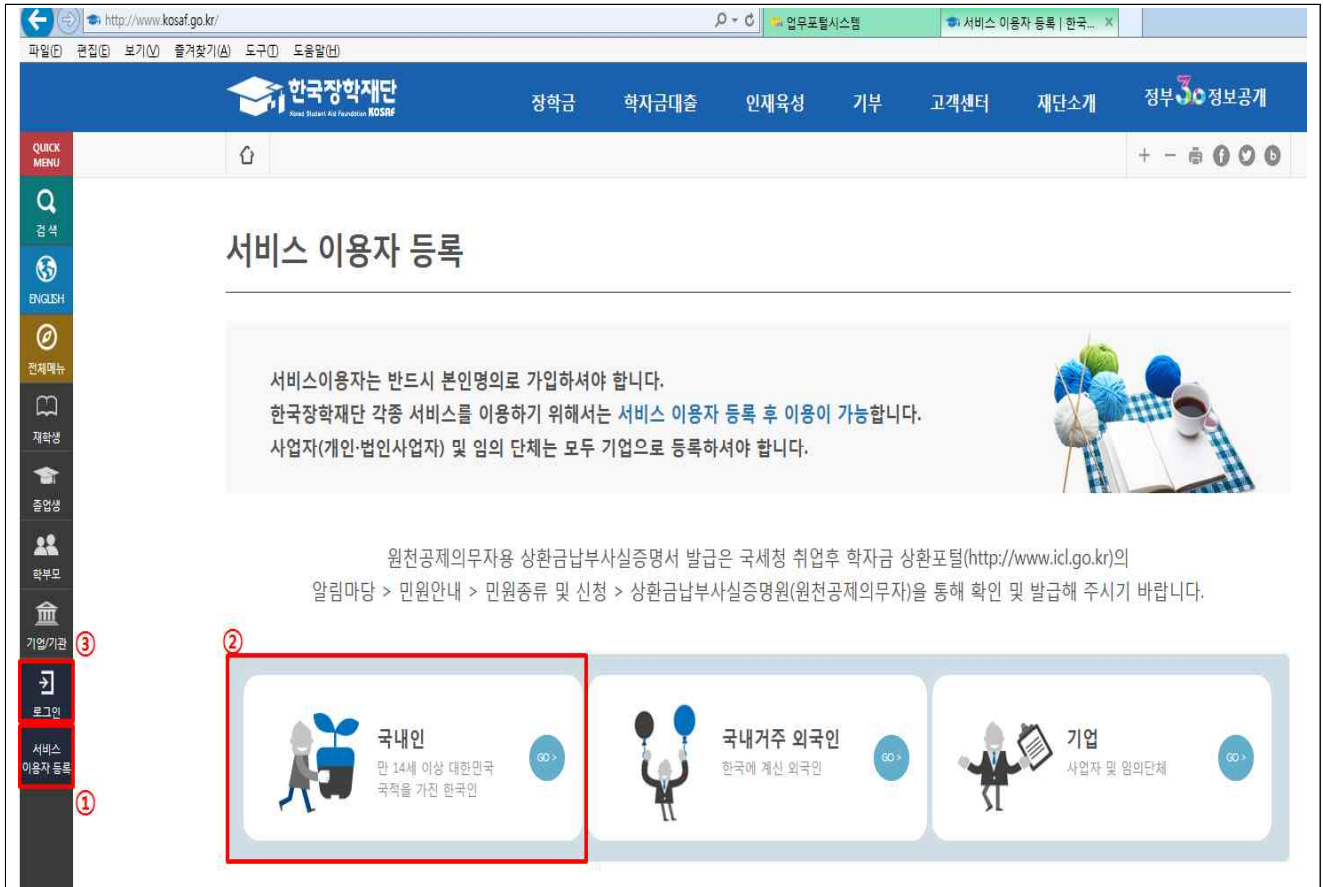 http://www.kosaf.go.kr/
업무포털시스템
서비스 이용자 등록 | 한국...
파일(F) 편집(E) 보기(V) 즐겨찾기(A) 도구(T) 도움말(H)
한국장학재단
Korea Student Aid Foundation KOSAF
장학금 학자금대출 인재육성 기부 고객센터 재단소개 정부3.0 정보공개
QUICK
MENU
검색
ENGLISH
전체메뉴
재학생
졸업생
학부모
기업/기관
③
로그인
서비스
이용자 등록
①
서비스 이용자 등록
서비스이용자는 반드시 본인명의로 가입하셔야 합니다.
한국장학재단 각종 서비스를 이용하기 위해서는 서비스 이용자 등록 후 이용이 가능합니다.
사업자(개인·법인사업자) 및 임의 단체는 모두 기업으로 등록하셔야 합니다.
원천공제의무자용 상환금납부사실증명서 발급은 국세청 취업후 학자금 상환포털(http://www.icl.go.kr)의
알림마당 > 민원안내 > 민원종류 및 신청 > 상환금납부사실증명원(원천공제의무자)을 통해 확인 및 발급해 주시기 바랍니다.
②
국내인
만 14세 이상 대한민국
국적을 가진 한국인
GO >
국내거주 외국인
한국에 계신 외국인
GO >
기업
사업자 및 임의단체
GO >